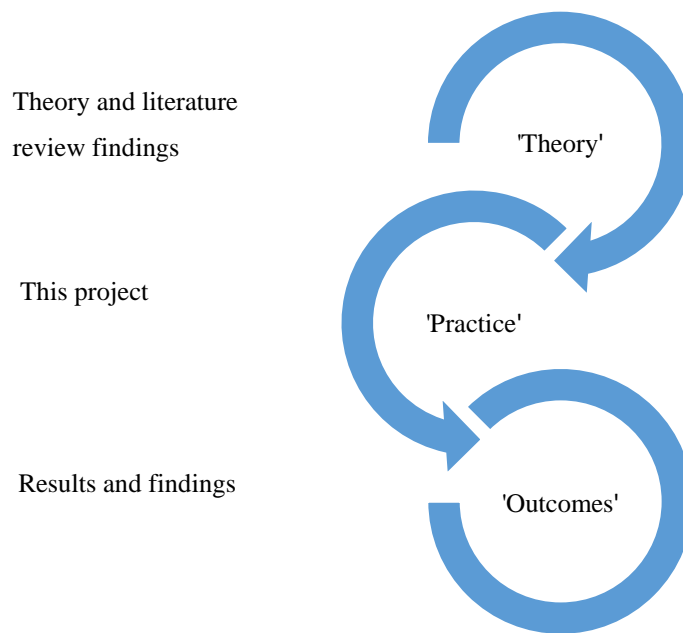 Theory and literature
review findings
'Theory'
This project
'Practice'
Results and findings
'Outcomes'